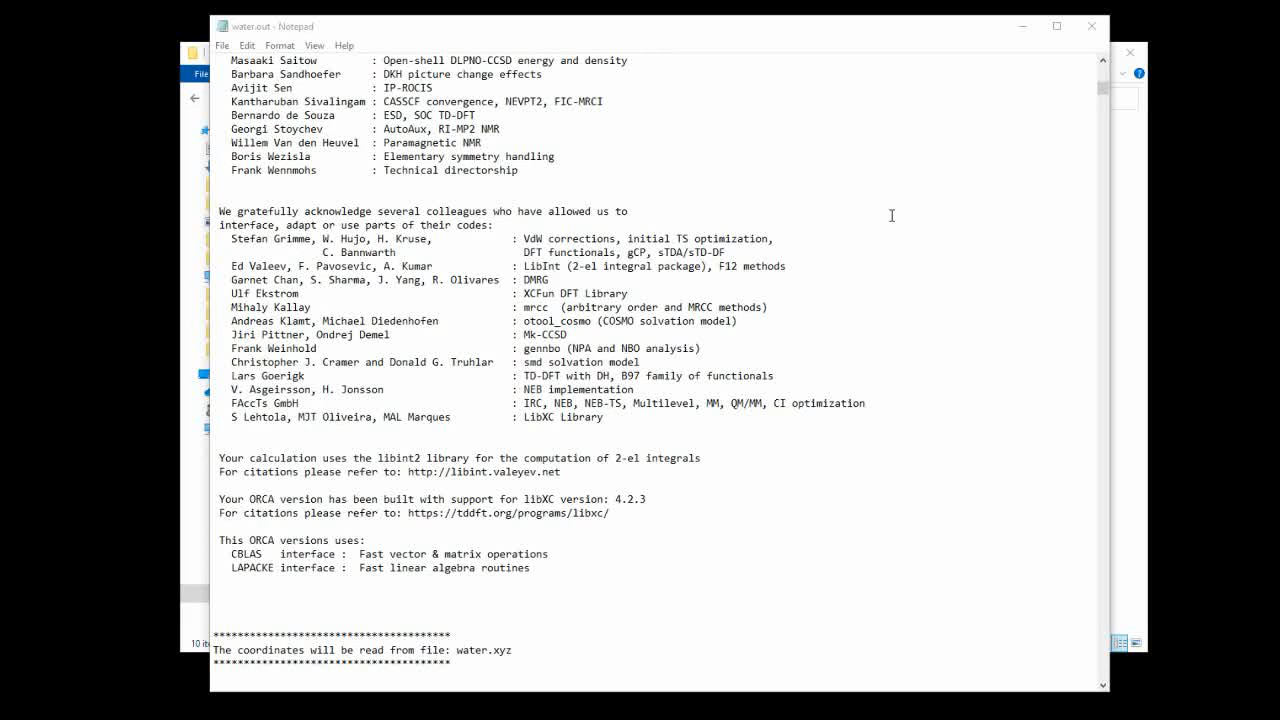 water.out - Notepad
File Edit Format View Help
File
Masaaki Saitow : Open-shell DLPNO-CCSD energy and density
Barbara Sandhoefer : DKH picture change effects
Avijit Sen : IP-ROCIS
Kantharuban Sivalingam : CASSCF convergence, NEVPT2, FIC-MRCI
Bernardo de Souza : ESD, SOC TD-DFT
Georgi Stoychev : AutoAux, RI-MP2 NMR
Willem Van den Heuvel : Paramagnetic NMR
Boris Wezisla : Elementary symmetry handling
Frank Wennmohs : Technical directorship
We gratefully acknowledge several colleagues who have allowed us to
interface, adapt or use parts of their codes:
Stefan Grimme, W. Hujo, H. Kruse, : VdW corrections, initial TS optimization,
C. Bannwarth DFT functionals, gCP, sTDA/sTD-DF
Ed Valeev, F. Pavosevic, A. Kumar : LibInt (2-el integral package), F12 methods
Garnet Chan, S. Sharma, J. Yang, R. Olivares : DMRG
Ulf Ekstrom : XCFun DFT Library
Mihaly Kallay : mrcc (arbitrary order and MRCC methods)
Andreas Klamt, Michael Diedenhofen : otool_cosmo (COSMO solvation model)
Jiri Pittner, Ondrej Demel : Mk-CCSD
Frank Weinhold : gennbo (NPA and NBO analysis)
Christopher J. Cramer and Donald G. Truhlar : smd solvation model
Lars Goerigk : TD-DFT with DH, B97 family of functionals
V. Asgeirsson, H. Jonsson : NEB implementation
FAccTs GmbH : IRC, NEB, NEB-TS, Multilevel, MM, QM/MM, CI optimization
S Lehtola, MJT Oliveira, MAL Marques : LibXC Library
Your calculation uses the libint2 library for the computation of 2-el integrals
For citations please refer to: http://libint.valeyev.net
Your ORCA version has been built with support for libXC version: 4.2.3
For citations please refer to: https://tddft.org/programs/libxc/
This ORCA versions uses:
CBLAS interface : Fast vector & matrix operations
LAPACKE interface : Fast linear algebra routines
***************************************
The coordinates will be read from file: water.xyz
***************************************
10 ite